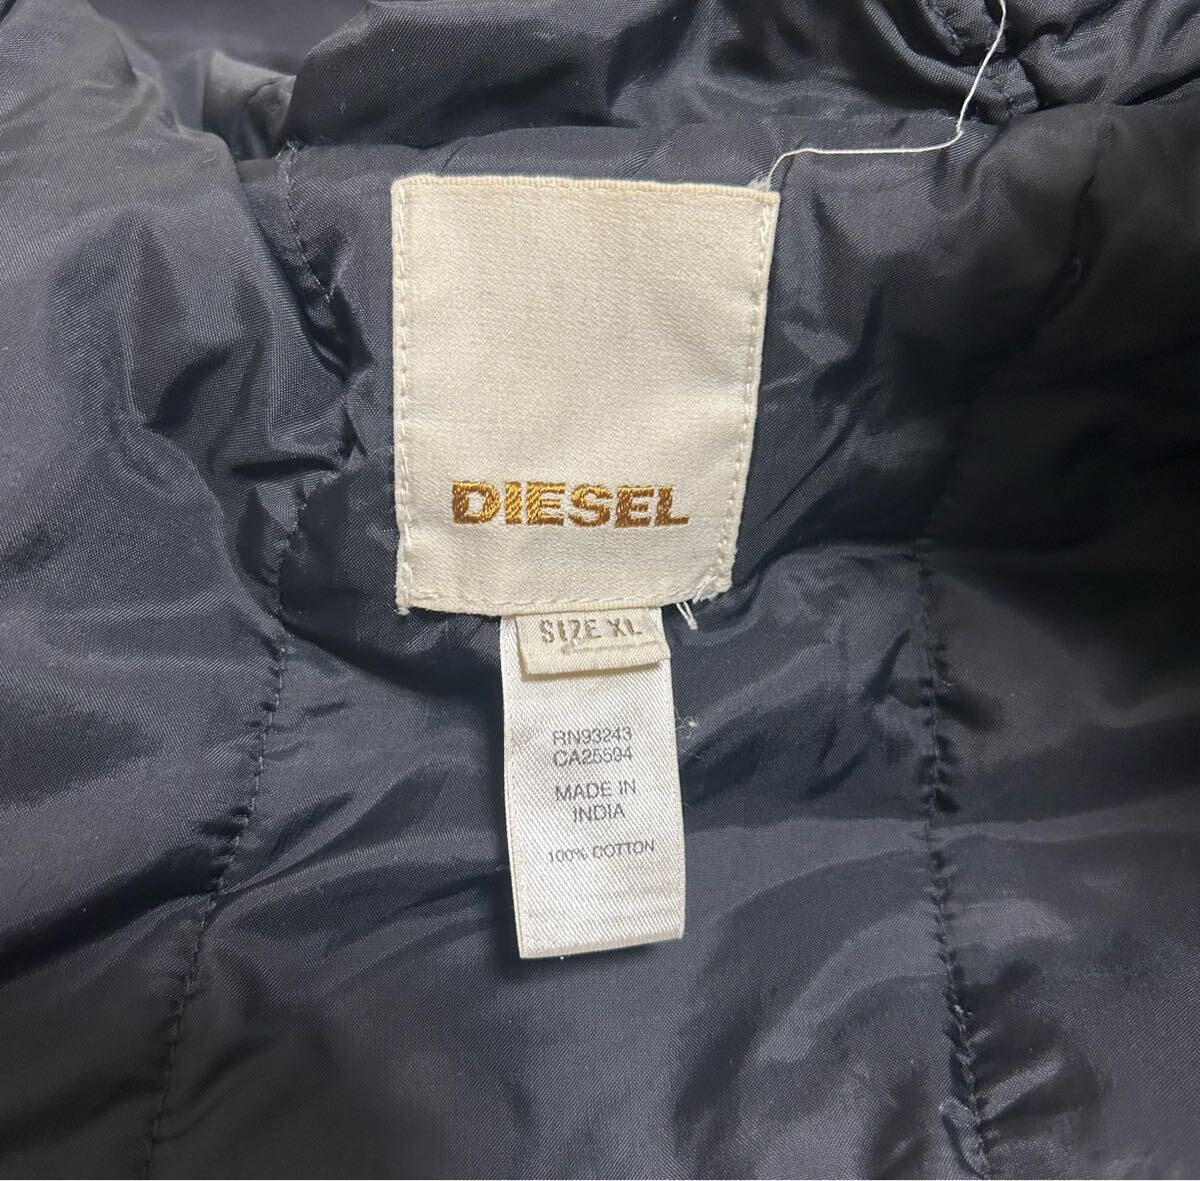 DIESEL
SIZE XL
RN93243
CA25594
MADE IN
INDIA
100% COTTON